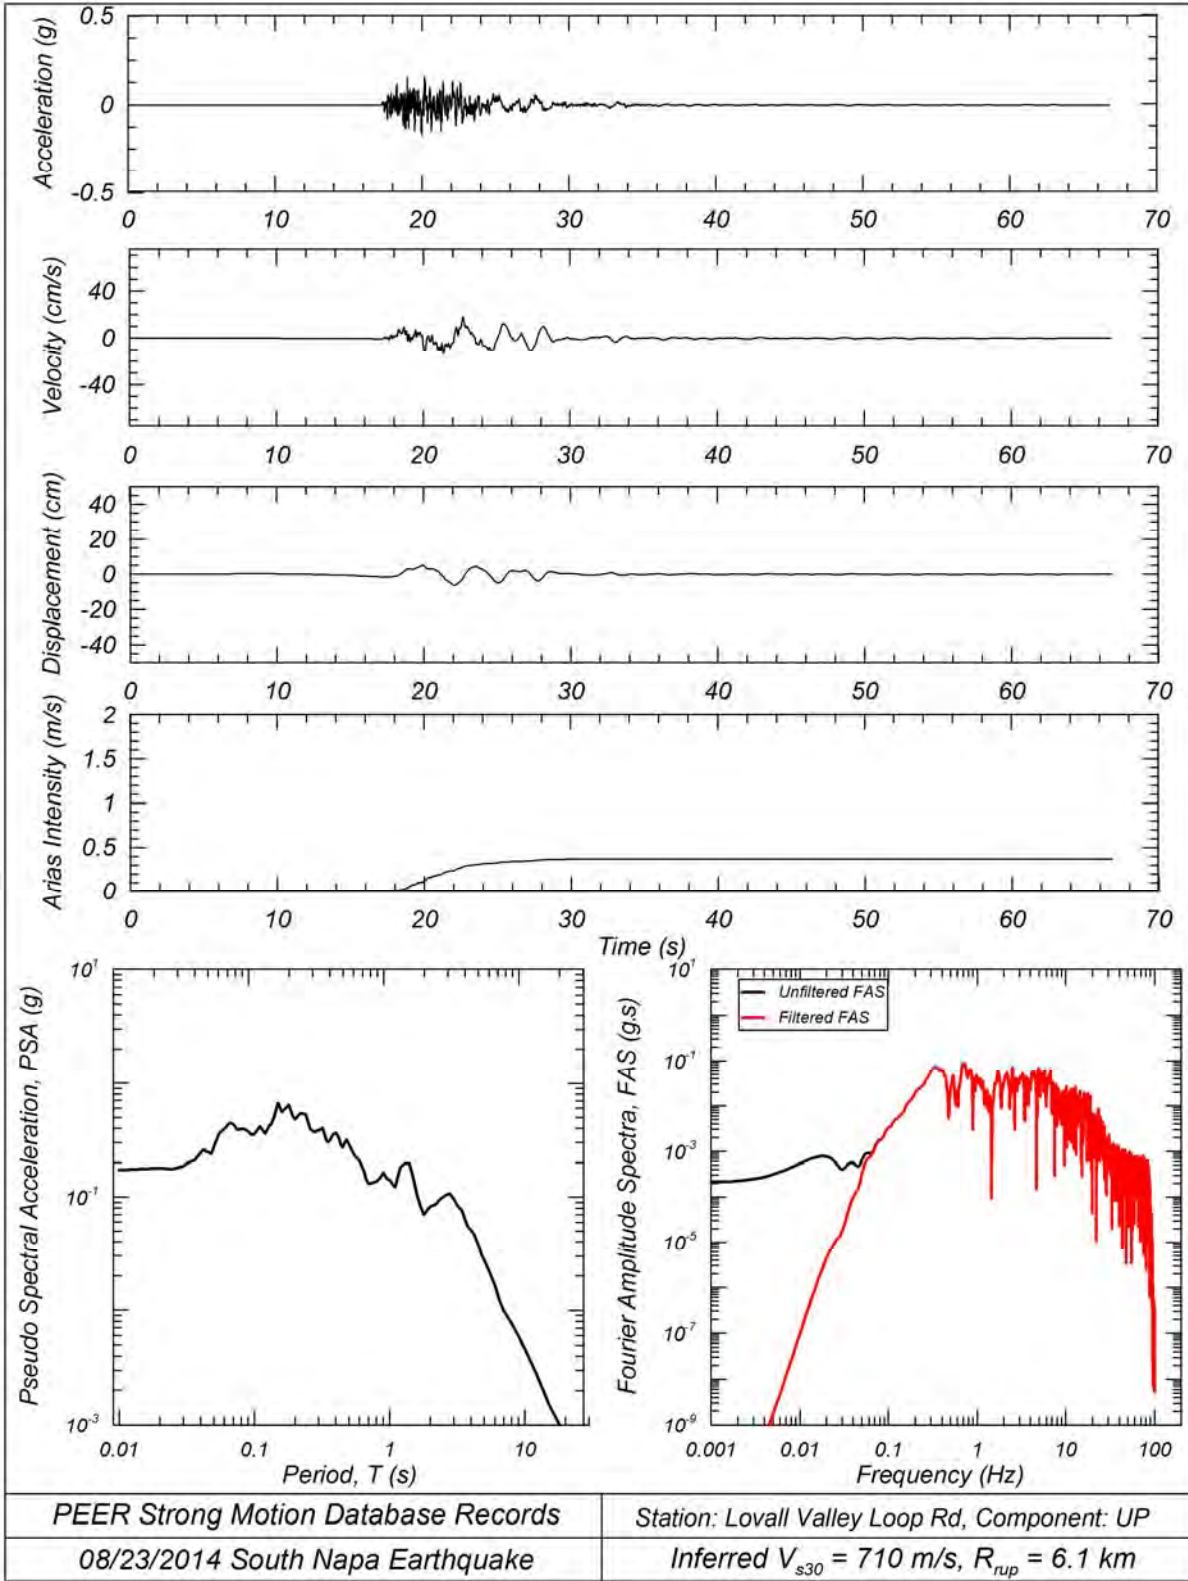 Acceleration (g)
0.5
0
-0.5
0 10 20 30 40 50 60 70
Velocity (cm/s)
40
0
-40
0 10 20 30 40 50 60 70
Displacement (cm)
40
20
0
-20
-40
0 10 20 30 40 50 60 70
Arias Intensity (m/s)
2
1.5
1
0.5
0
0 10 20 30 40 50 60 70
Time (s)
Pseudo Spectral Acceleration, PSA (g)
10¹
10⁻¹
10⁻³
0.01 0.1 1 10
Period, T (s)
Fourier Amplitude Spectra, FAS (g.s)
Unfiltered FAS
Filtered FAS
10¹
10⁻¹
10⁻³
10⁻⁵
10⁻⁷
10⁻⁹
0.001 0.01 0.1 1 10 100
Frequency (Hz)
PEER Strong Motion Database Records
Station: Lovall Valley Loop Rd, Component: UP
08/23/2014 South Napa Earthquake
Inferred Vs30 = 710 m/s, Rrup = 6.1 km